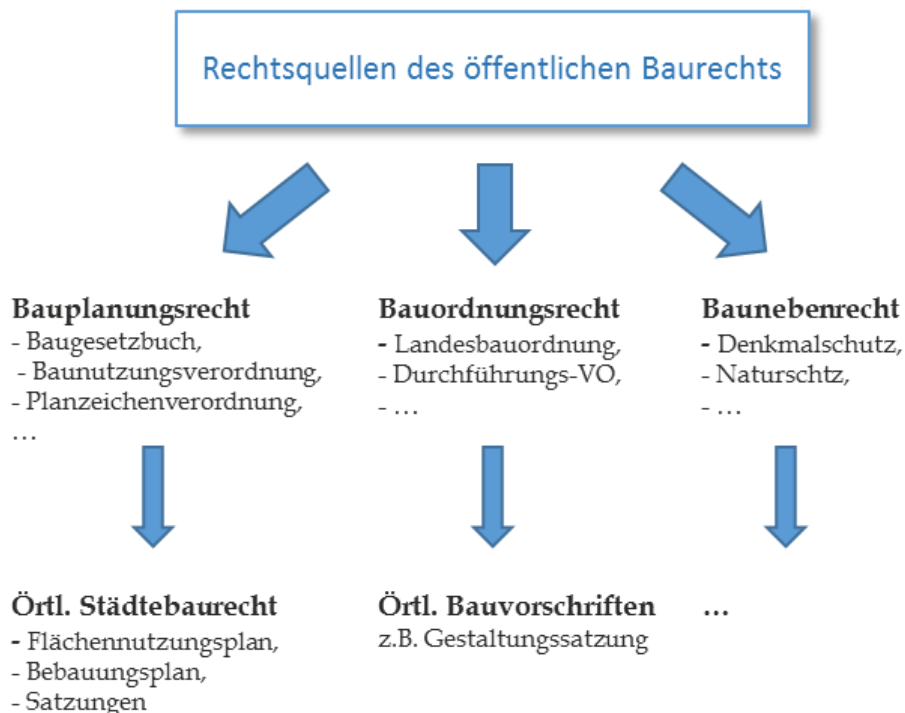 Rechtsquellen des öffentlichen Baurechts
Bauplanungsrecht
- Baugesetzbuch,
- Baunutzungsverordnung,
- Planzeichenverordnung,
...
Bauordnungsrecht
- Landesbauordnung,
- Durchführungs-VO,
- ...
Baunebenrecht
- Denkmalschutz,
- Naturschtz,
- ...
Örtl. Städtebaurecht
- Flächennutzungsplan,
- Bebauungsplan,
- Satzungen
Örtl. Bauvorschriften
z.B. Gestaltungssatzung
...